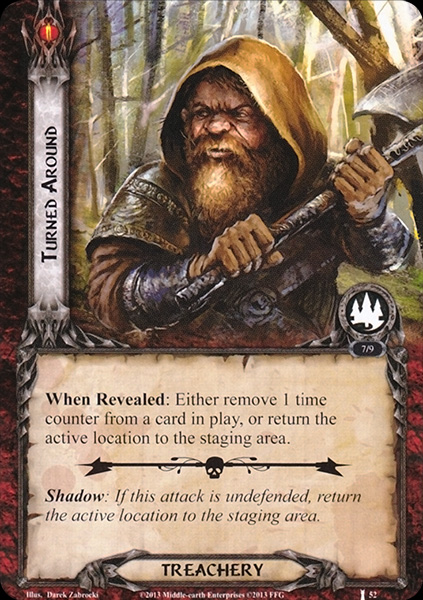 TURNED AROUND
7/9
When Revealed: Either remove 1 time
counter from a card in play, or return the
active location to the staging area.
Shadow: If this attack is undefended, return
the active location to the staging area.
TREACHERY
Illus. Darek Zabrocki ©2013 Middle-earth Enterprises ©2013 FFG 52